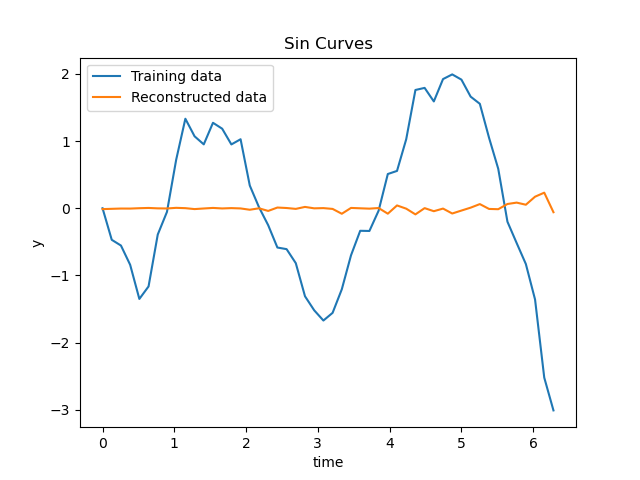 Sin Curves
Training data
Reconstructed data
2
1
0
−1
−2
−3
y
0 1 2 3 4 5 6
time